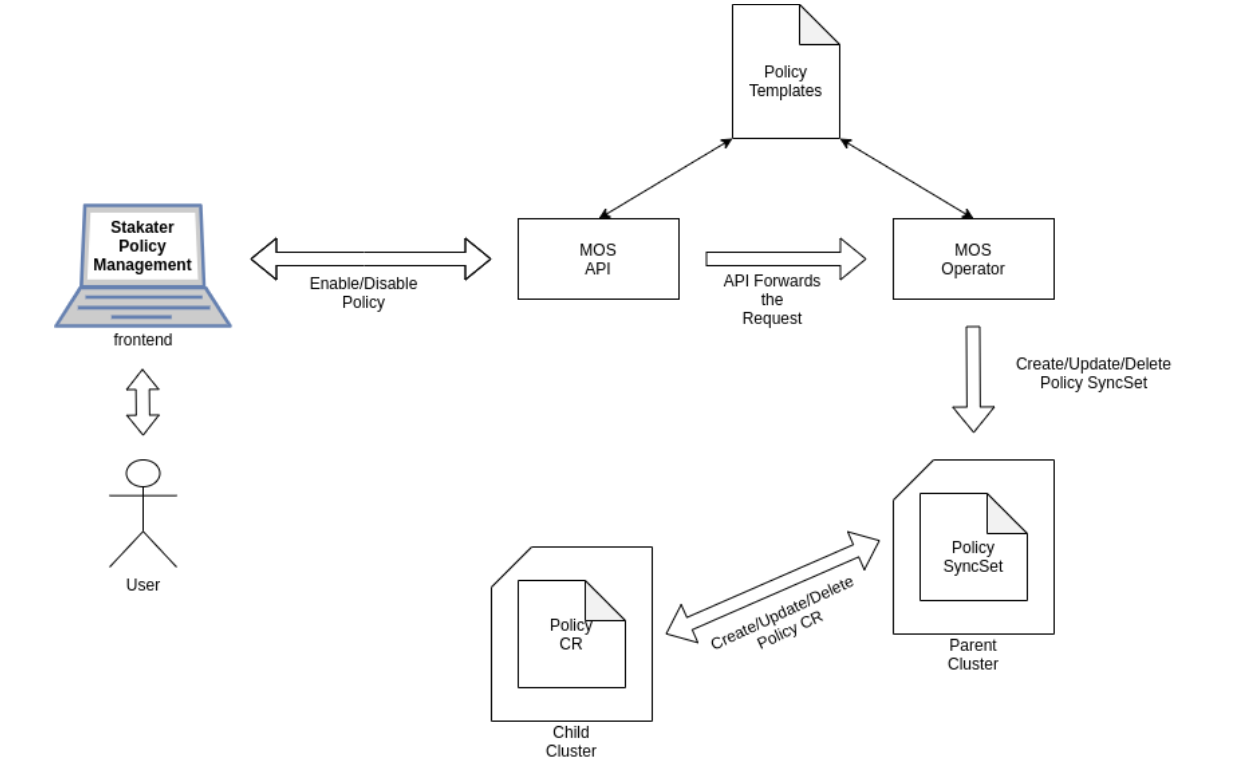 Policy
Templates
Stakater
Policy
Management
frontend
Enable/Disable
Policy
MOS
API
API Forwards
the
Request
MOS
Operator
Create/Update/Delete
Policy SyncSet
User
Policy
SyncSet
Parent
Cluster
Create/Update/Delete
Policy CR
Policy
CR
Child
Cluster